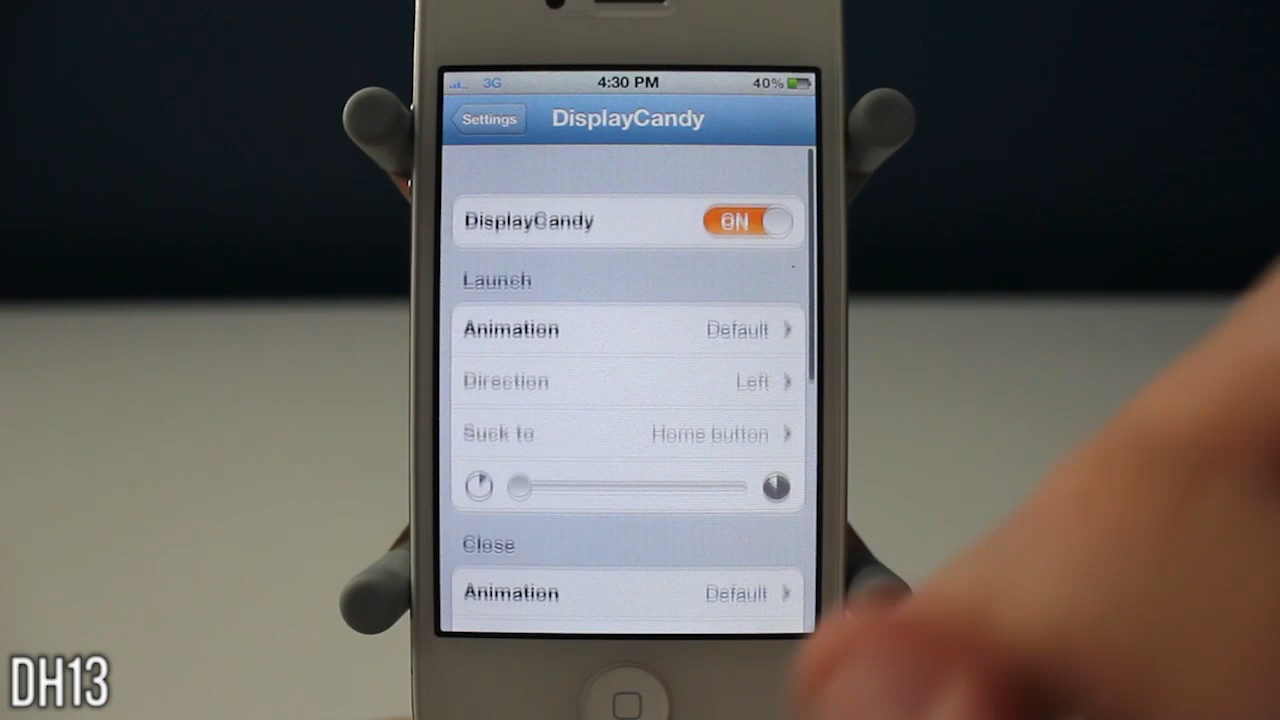 3G 4:30 PM 40%
Settings DisplayCandy
DisplayCandy ON
Launch
Animation Default
Direction Left
Suck to Home button
Close
Animation Default
DH13